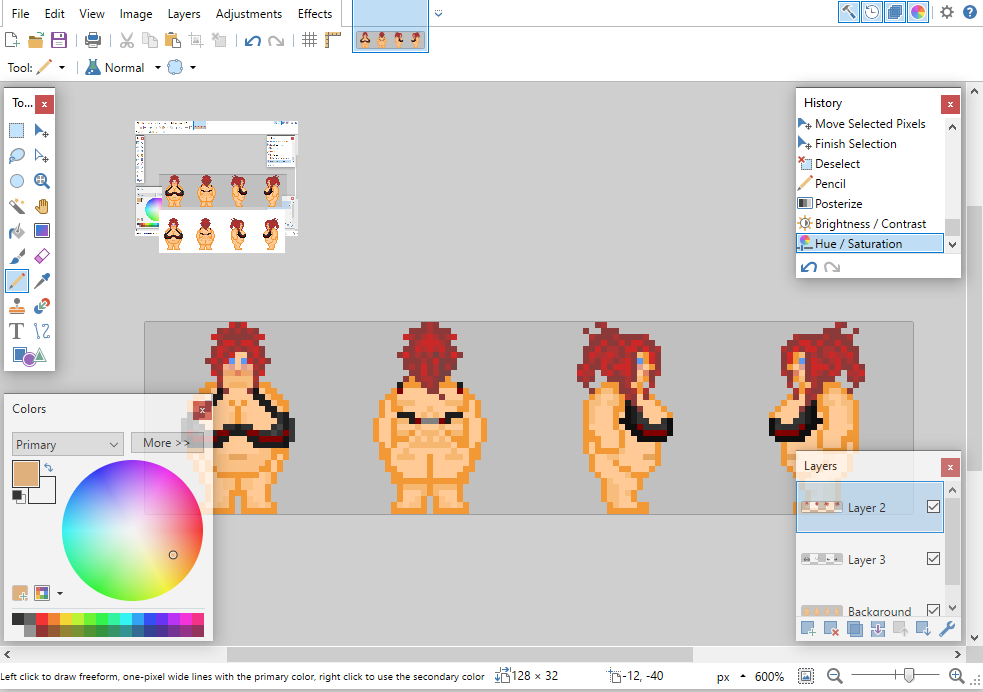 File Edit View Image Layers Adjustments Effects
Tool: Normal
To...
History
Move Selected Pixels
Finish Selection
Deselect
Pencil
Posterize
Brightness / Contrast
Hue / Saturation
Colors
Primary More >>
Layers
Layer 2
Layer 3
Background
Left click to draw freeform, one-pixel wide lines with the primary color, right click to use the secondary color 128 × 32 -12, -40 px 600%